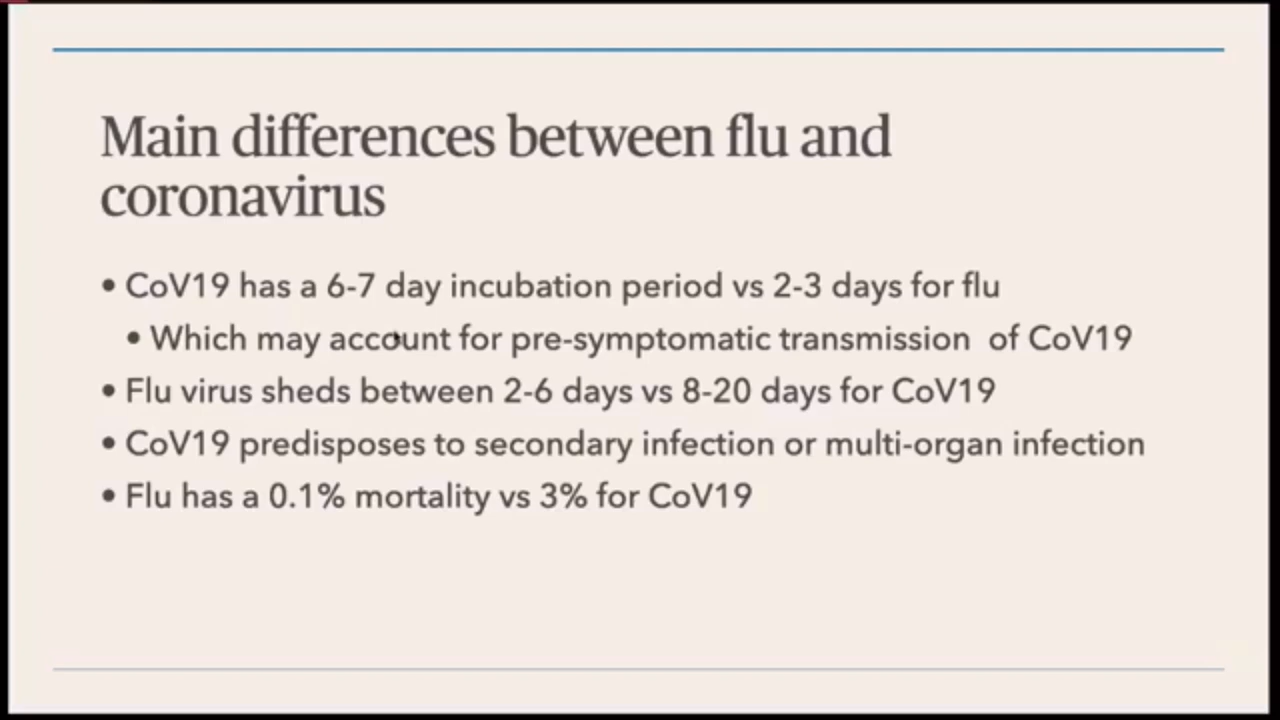 Main differences between flu and
coronavirus
• CoV19 has a 6-7 day incubation period vs 2-3 days for flu
• Which may account for pre-symptomatic transmission  of CoV19
• Flu virus sheds between 2-6 days vs 8-20 days for CoV19
• CoV19 predisposes to secondary infection or multi-organ infection
• Flu has a 0.1% mortality vs 3% for CoV19